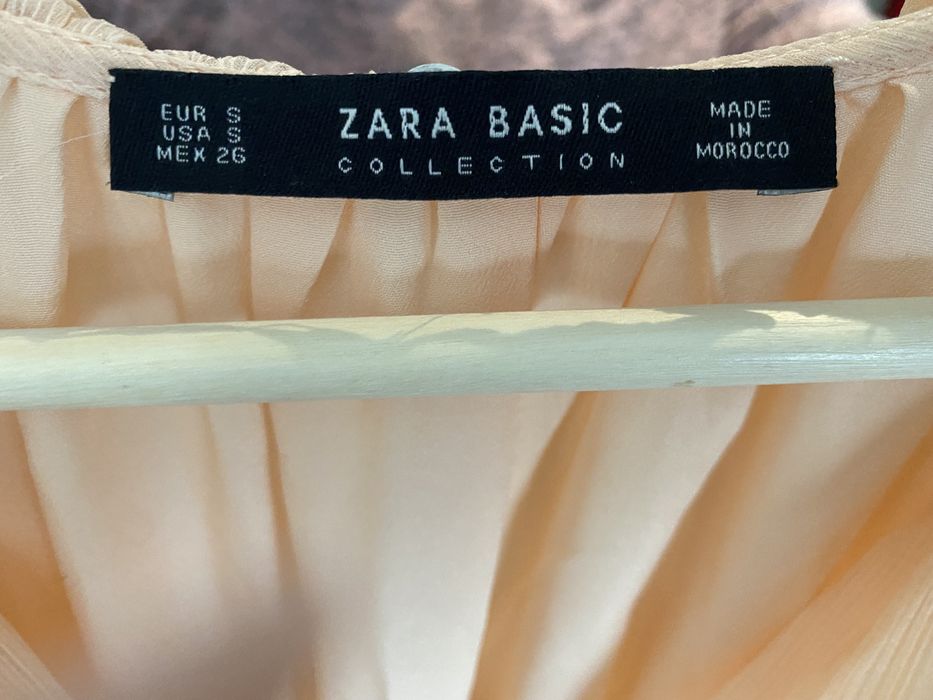 EUR S
USA S
MEX 26
ZARA BASIC
COLLECTION
MADE
IN
MOROCCO